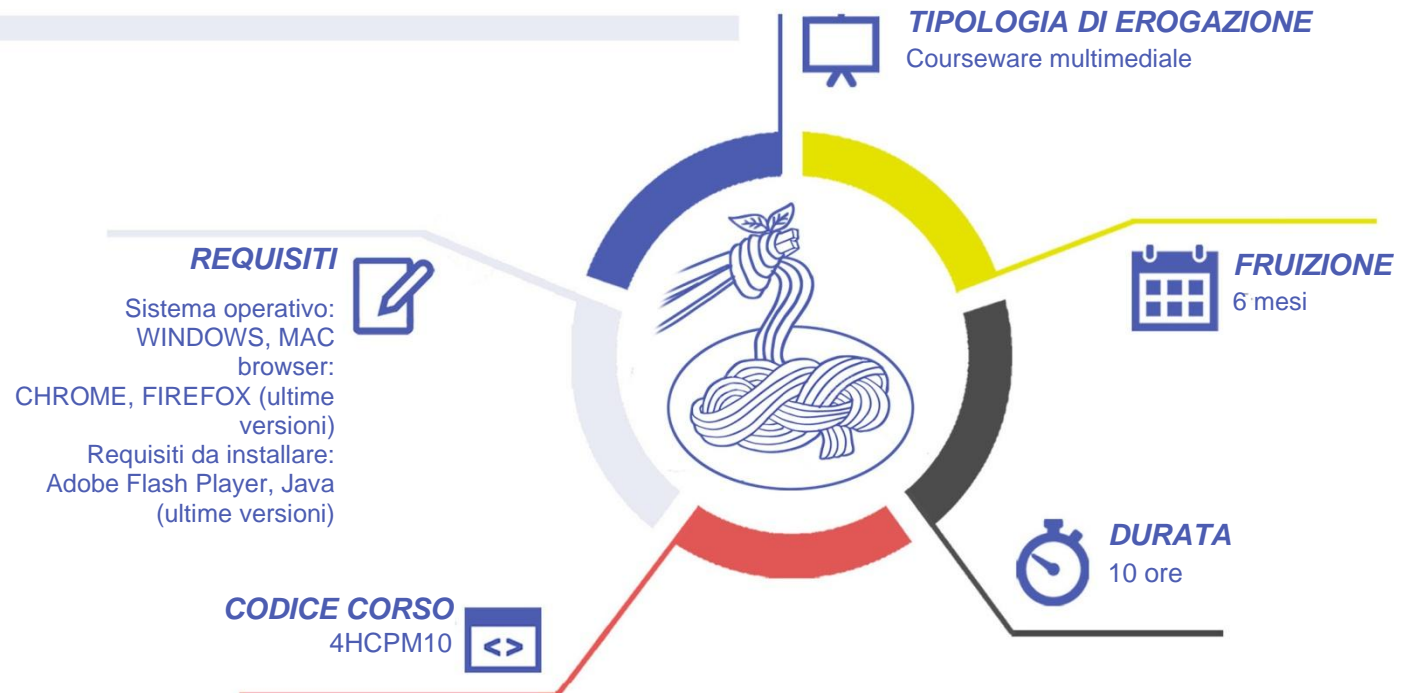 TIPOLOGIA DI EROGAZIONE
Courseware multimediale
REQUISITI
Sistema operativo:
WINDOWS, MAC
browser:
CHROME, FIREFOX (ultime
versioni)
Requisiti da installare:
Adobe Flash Player, Java
(ultime versioni)
FRUIZIONE
6 mesi
DURATA
10 ore
CODICE CORSO
4HCPM10
<>